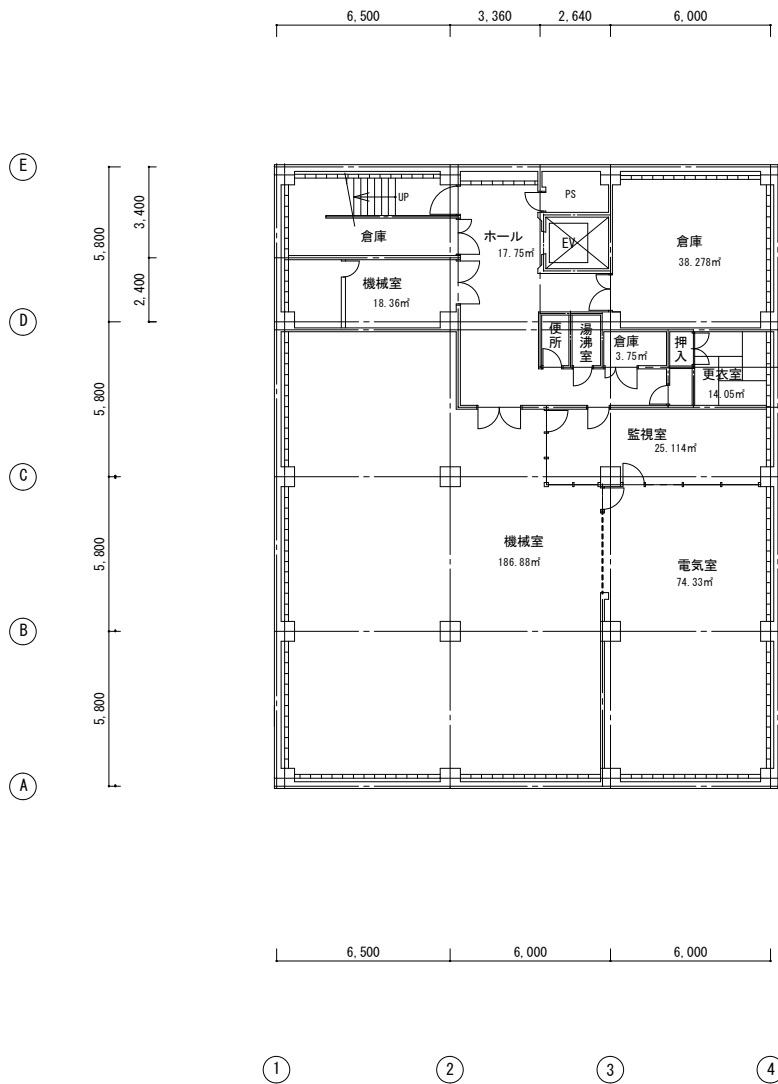 6,500
3,360
2,640
6,000
E
3,400
5,800
2,400
UP
PS
倉庫
ホール
17.75㎡
EV
倉庫
38.278㎡
機械室
18.36㎡
D
便所
湯沸室
倉庫
3.75㎡
押入
更衣室
14.05㎡
5,800
監視室
25.114㎡
C
機械室
186.88㎡
電気室
74.33㎡
5,800
B
5,800
A
6,500
6,000
6,000
1
2
3
4